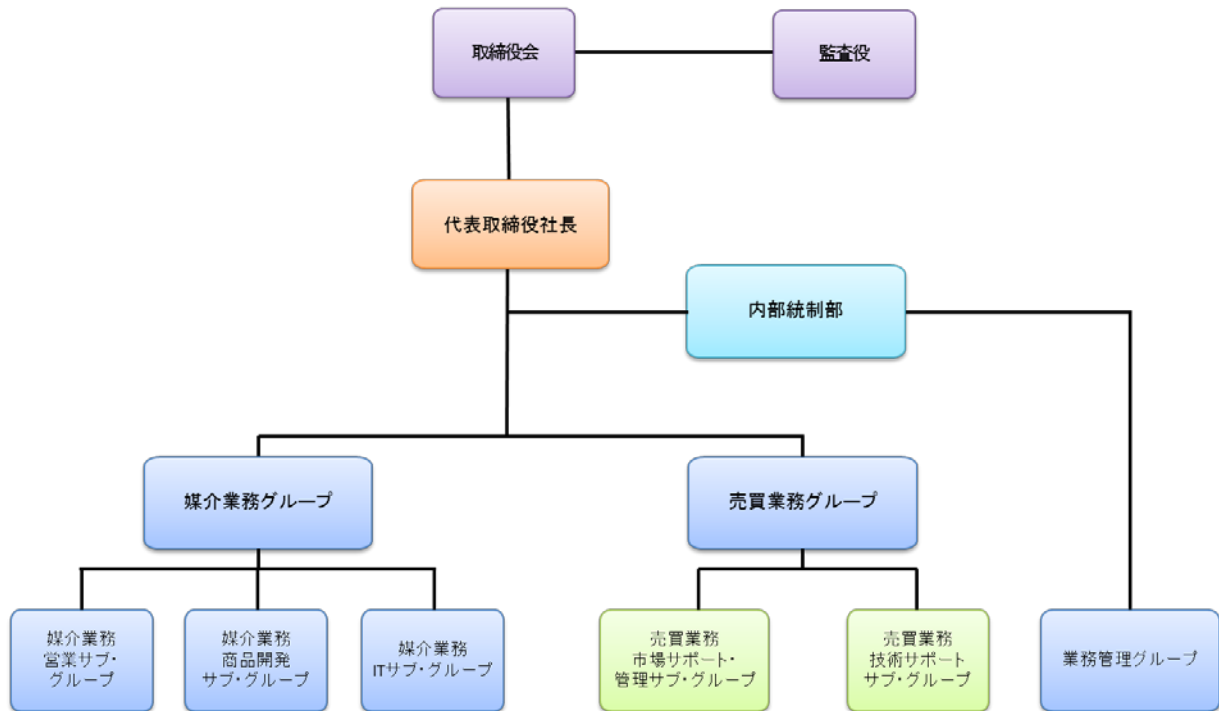 取締役会
監査役
代表取締役社長
内部統制部
媒介業務グループ
売買業務グループ
媒介業務
営業サブ・
グループ
媒介業務
商品開発
サブ・グループ
媒介業務
ITサブ・グループ
売買業務
市場サポート・
管理サブ・グループ
売買業務
技術サポート
サブ・グループ
業務管理グループ